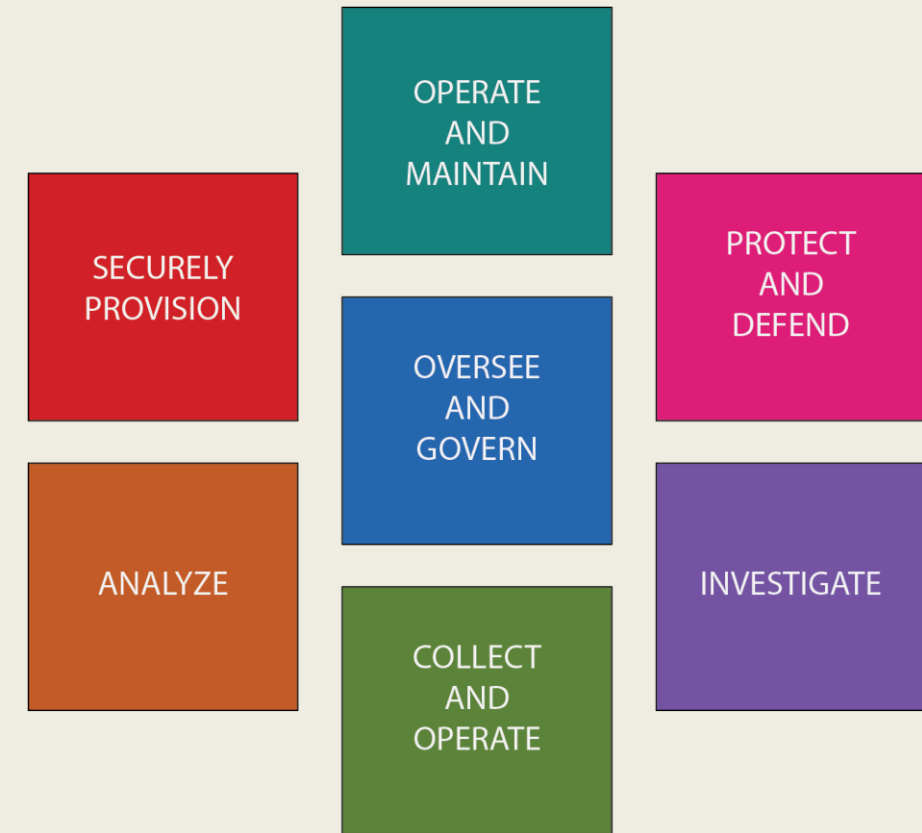 OPERATE
AND
MAINTAIN
SECURELY
PROVISION
PROTECT
AND
DEFEND
OVERSEE
AND
GOVERN
ANALYZE
INVESTIGATE
COLLECT
AND
OPERATE